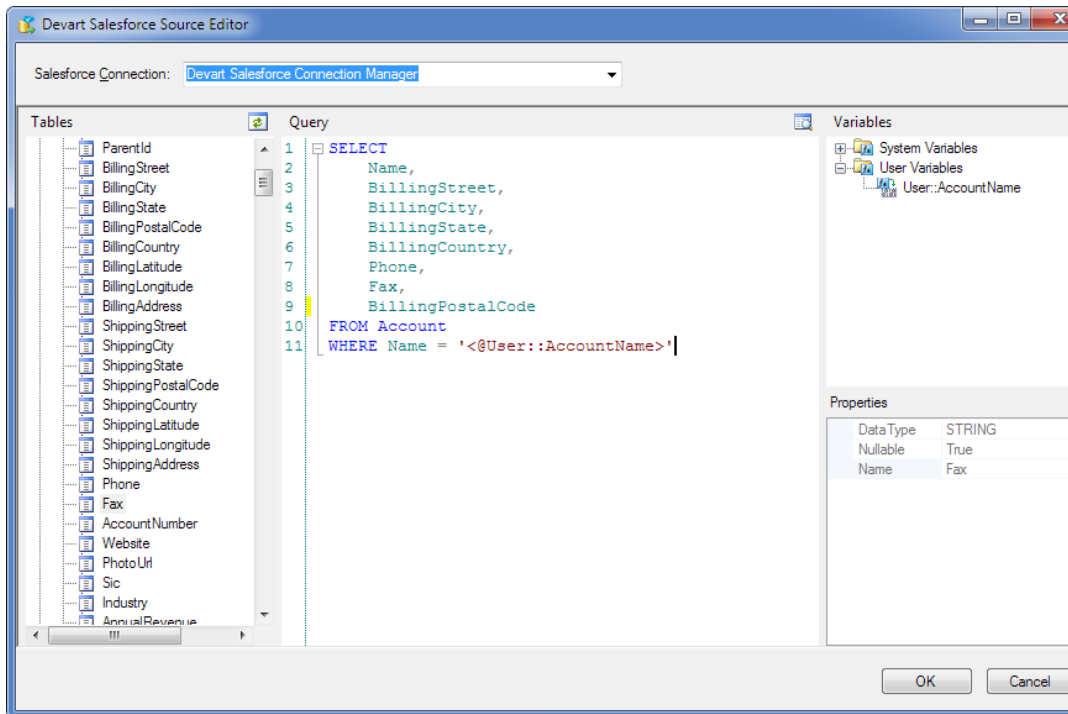 Devart Salesforce Source Editor
Salesforce Connection: Devart Salesforce Connection Manager
Tables
ParentId
BillingStreet
BillingCity
BillingState
BillingPostalCode
BillingCountry
BillingLatitude
BillingLongitude
BillingAddress
ShippingStreet
ShippingCity
ShippingState
ShippingPostalCode
ShippingCountry
ShippingLatitude
ShippingLongitude
ShippingAddress
Phone
Fax
AccountNumber
Website
PhotoUrl
Sic
Industry
AnnualRevenue
Query
1 SELECT
2 Name,
3 BillingStreet,
4 BillingCity,
5 BillingState,
6 BillingCountry,
7 Phone,
8 Fax,
9 BillingPostalCode
10 FROM Account
11 WHERE Name = '<@User::AccountName>'
Variables
System Variables
User Variables
User::AccountName
Properties
DataType STRING
Nullable True
Name Fax
OK Cancel